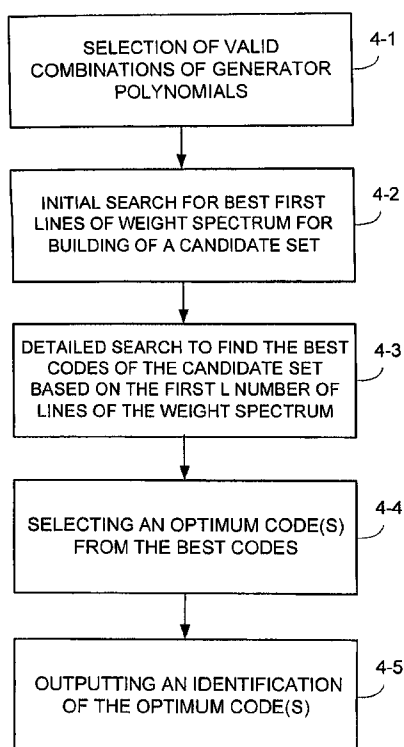 SELECTION OF VALID
COMBINATIONS OF GENERATOR
POLYNOMIALS
4-1
INITIAL SEARCH FOR BEST FIRST
LINES OF WEIGHT SPECTRUM FOR
BUILDING OF A CANDIDATE SET
4-2
DETAILED SEARCH TO FIND THE BEST
CODES OF THE CANDIDATE SET
BASED ON THE FIRST L NUMBER OF
LINES OF THE WEIGHT SPECTRUM
4-3
SELECTING AN OPTIMUM CODE(S)
FROM THE BEST CODES
4-4
OUTPUTTING AN IDENTIFICATION
OF THE OPTIMUM CODE(S)
4-5